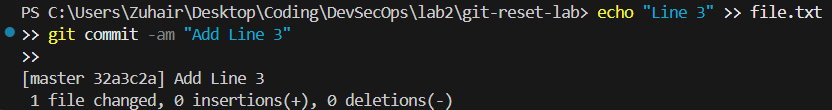 PS C:\Users\Zuhair\Desktop\Coding\DevSecOps\lab2\git-reset-lab> echo "Line 3" >> file.txt
>> git commit -am "Add Line 3"
>>
[master 32a3c2a] Add Line 3
 1 file changed, 0 insertions(+), 0 deletions(-)